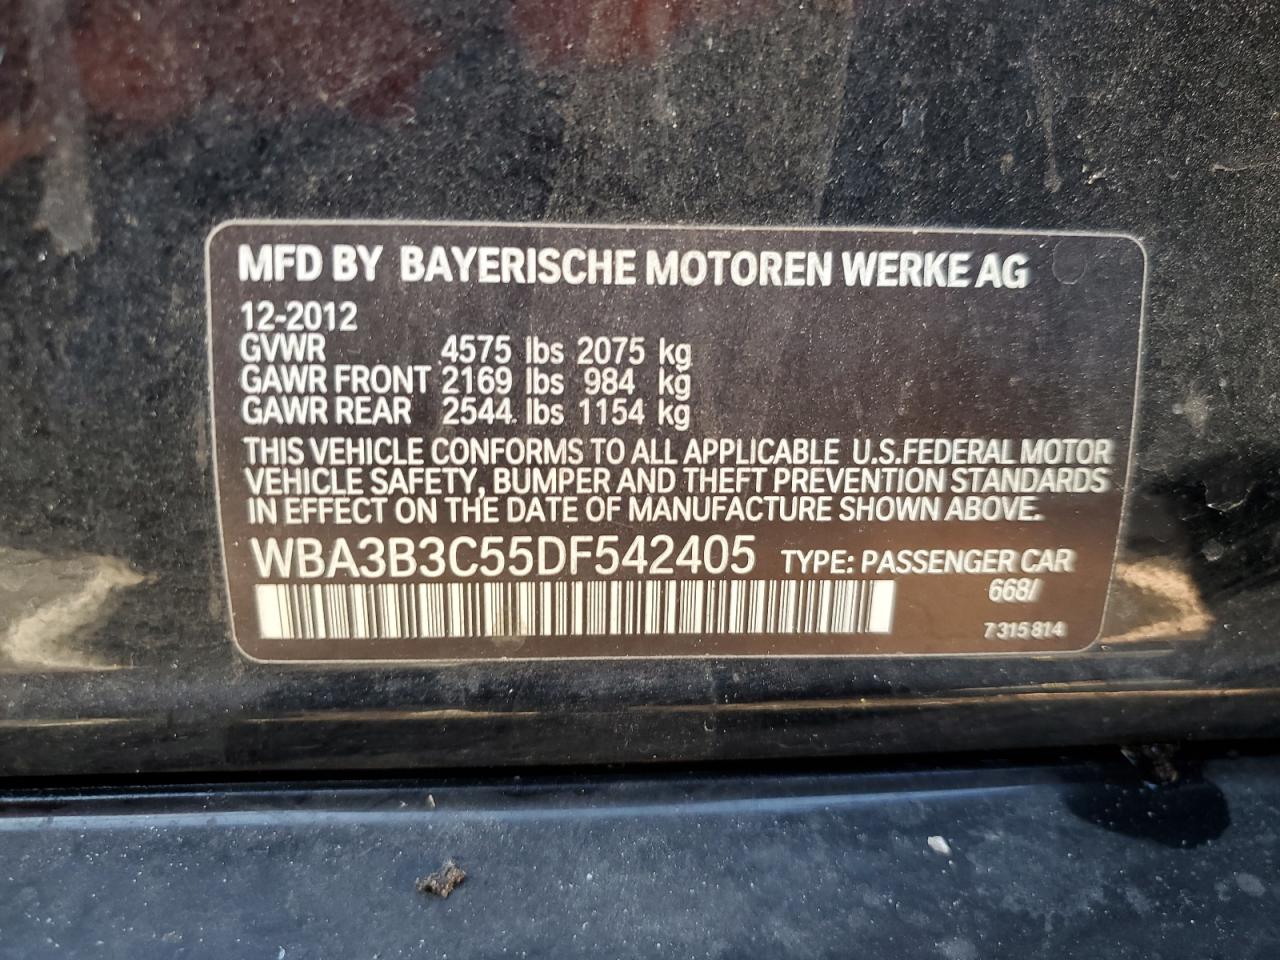 MFD BY BAYERISCHE MOTOREN WERKE AG
12-2012
GVWR 4575 lbs 2075 kg
GAWR FRONT 2169 lbs 984 kg
GAWR REAR 2544 lbs 1154 kg
THIS VEHICLE CONFORMS TO ALL APPLICABLE U.S.FEDERAL MOTOR
VEHICLE SAFETY, BUMPER AND THEFT PREVENTION STANDARDS
IN EFFECT ON THE DATE OF MANUFACTURE SHOWN ABOVE.
WBA3B3C55DF542405 TYPE: PASSENGER CAR
668/
7 315 814